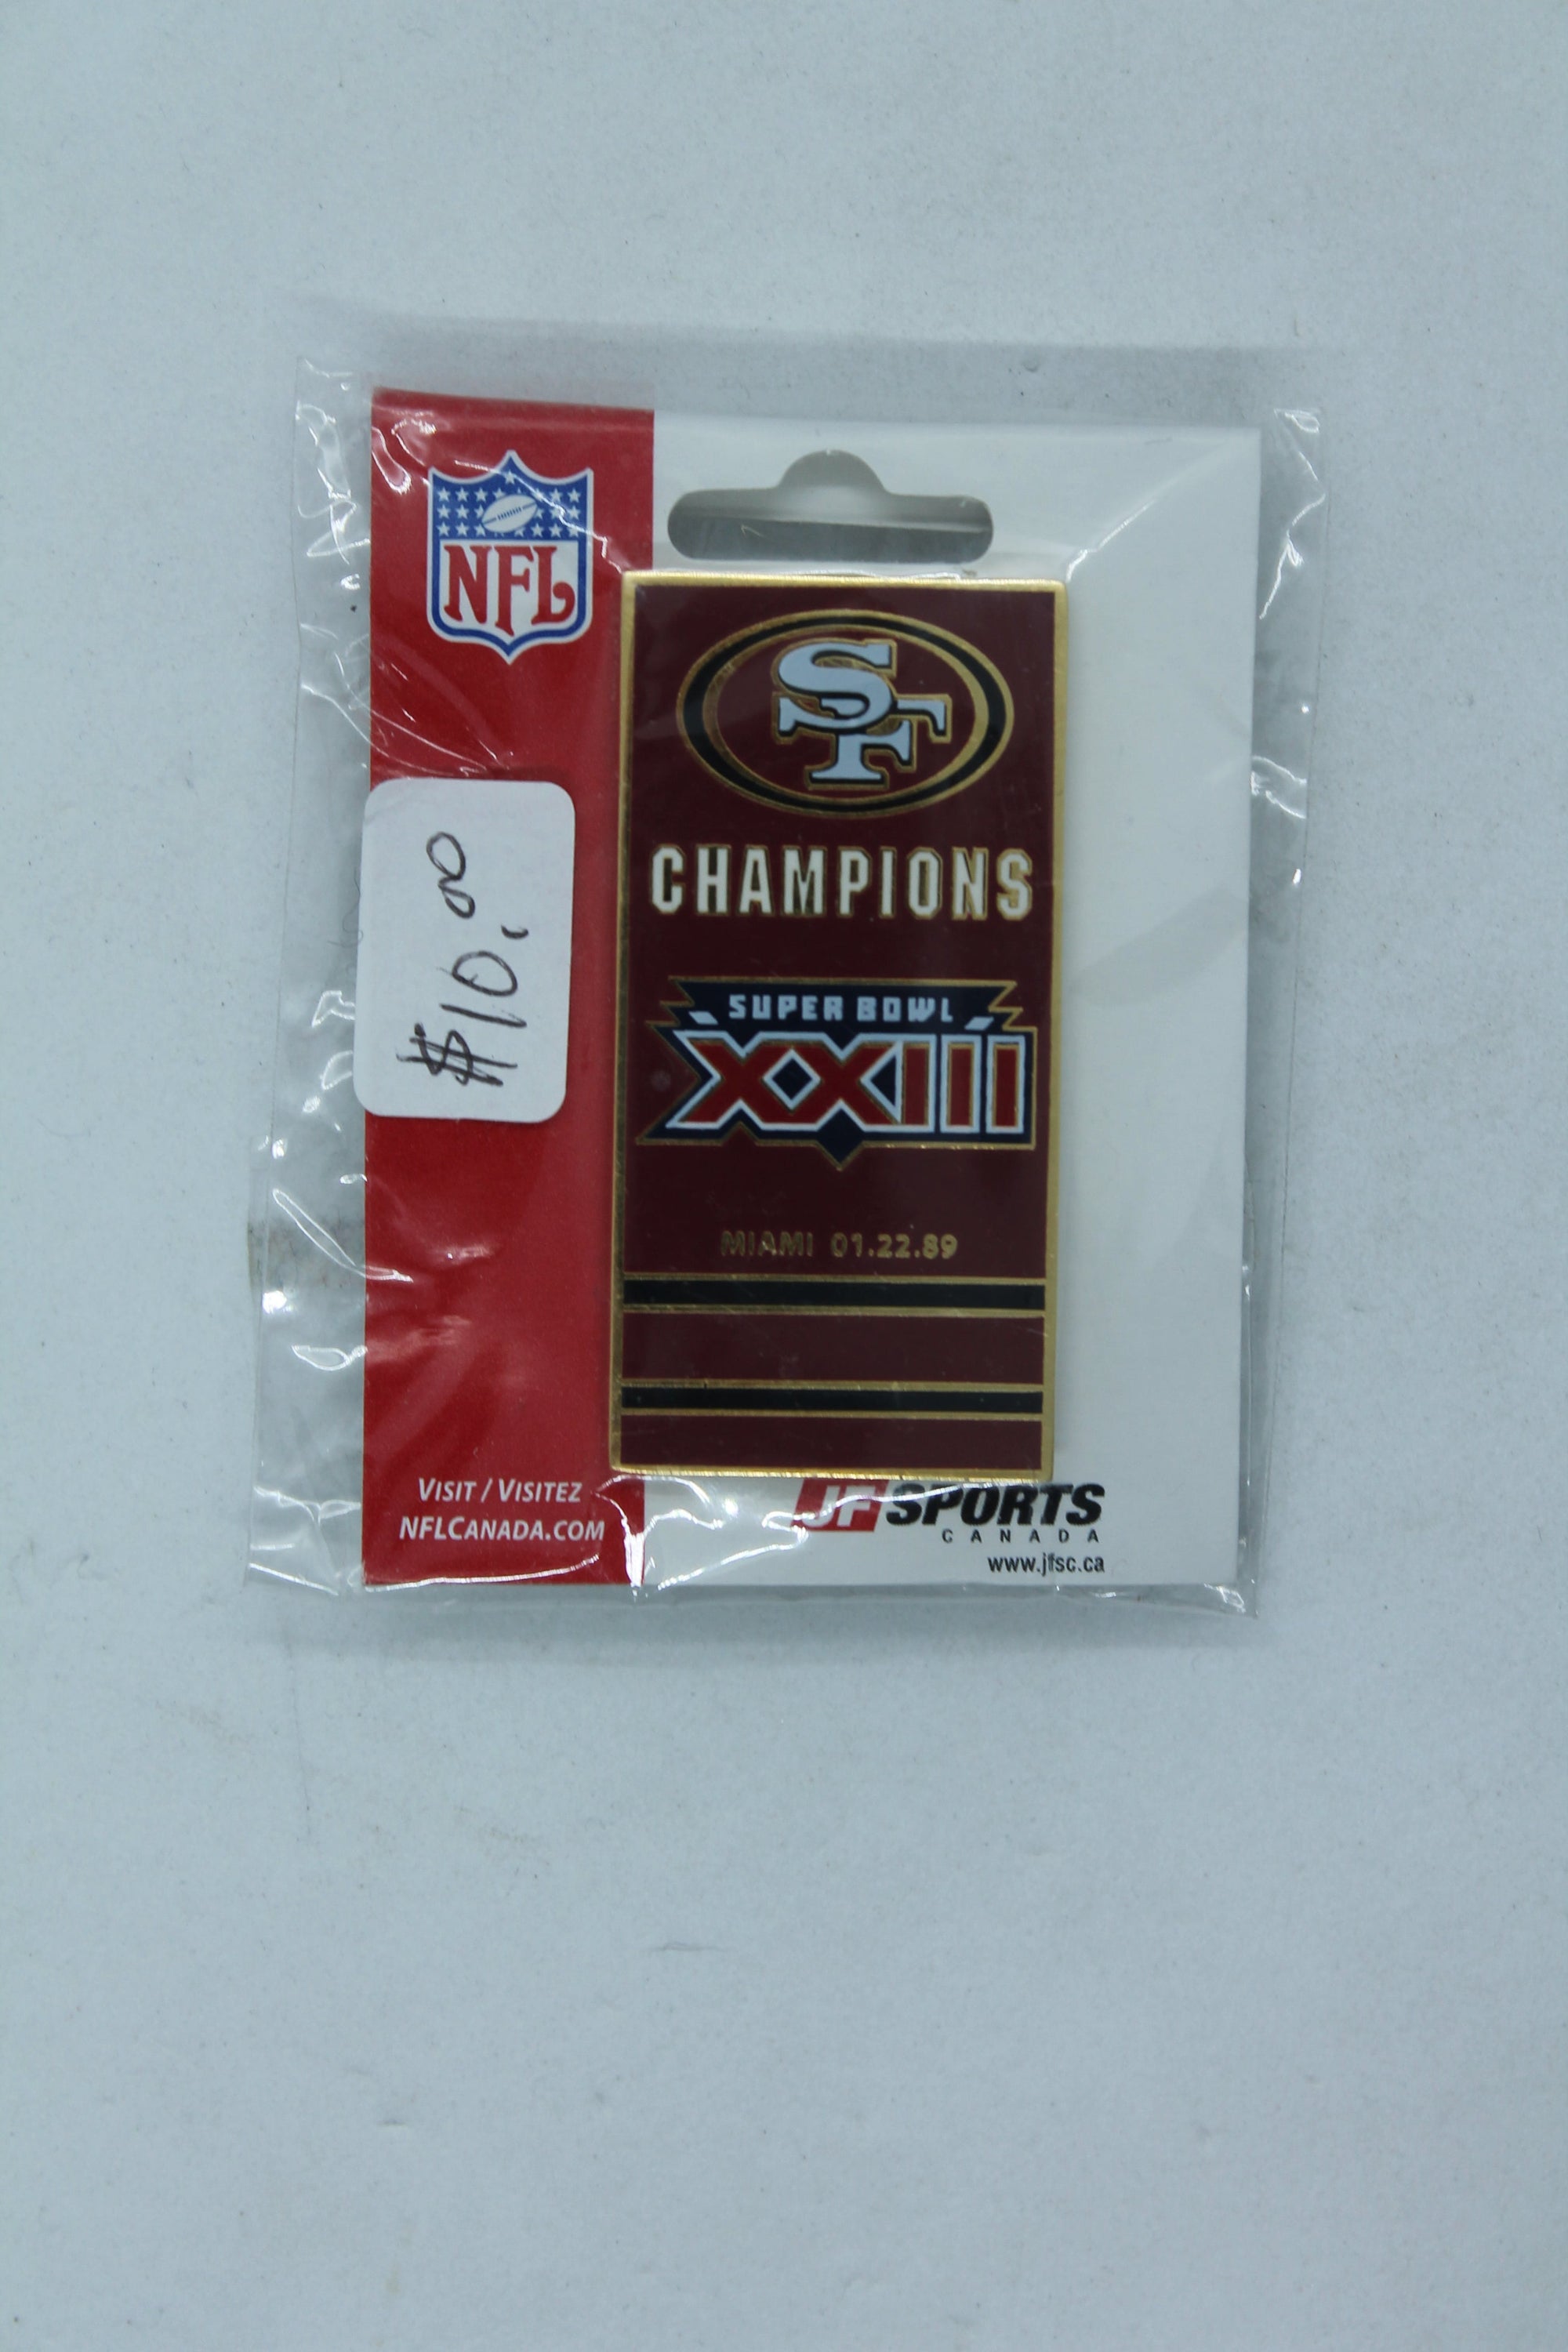 NFL
$10.00
SF
CHAMPIONS
SUPER BOWL
XXIII
MIAMI 01.22.89
VISIT / VISITEZ
NFLCANADA.COM
JF SPORTS
CANADA
www.jfsc.ca